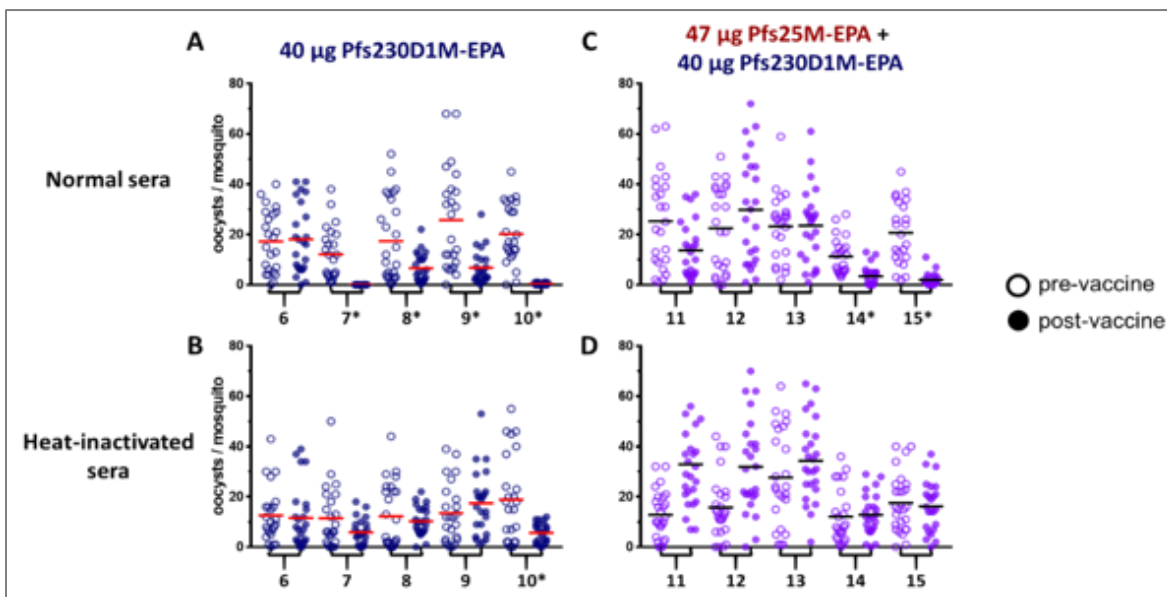 A
40 µg Pfs230D1M-EPA
C
47 µg Pfs25M-EPA +
40 µg Pfs230D1M-EPA
Normal sera
oocysts / mosquito
80
60
40
20
0
6 7* 8* 9* 10*
80
60
40
20
0
11 12 13 14* 15*
pre-vaccine
post-vaccine
B
D
Heat-inactivated
sera
oocysts / mosquito
80
60
40
20
0
6 7 8 9 10*
80
60
40
20
0
11 12 13 14 15